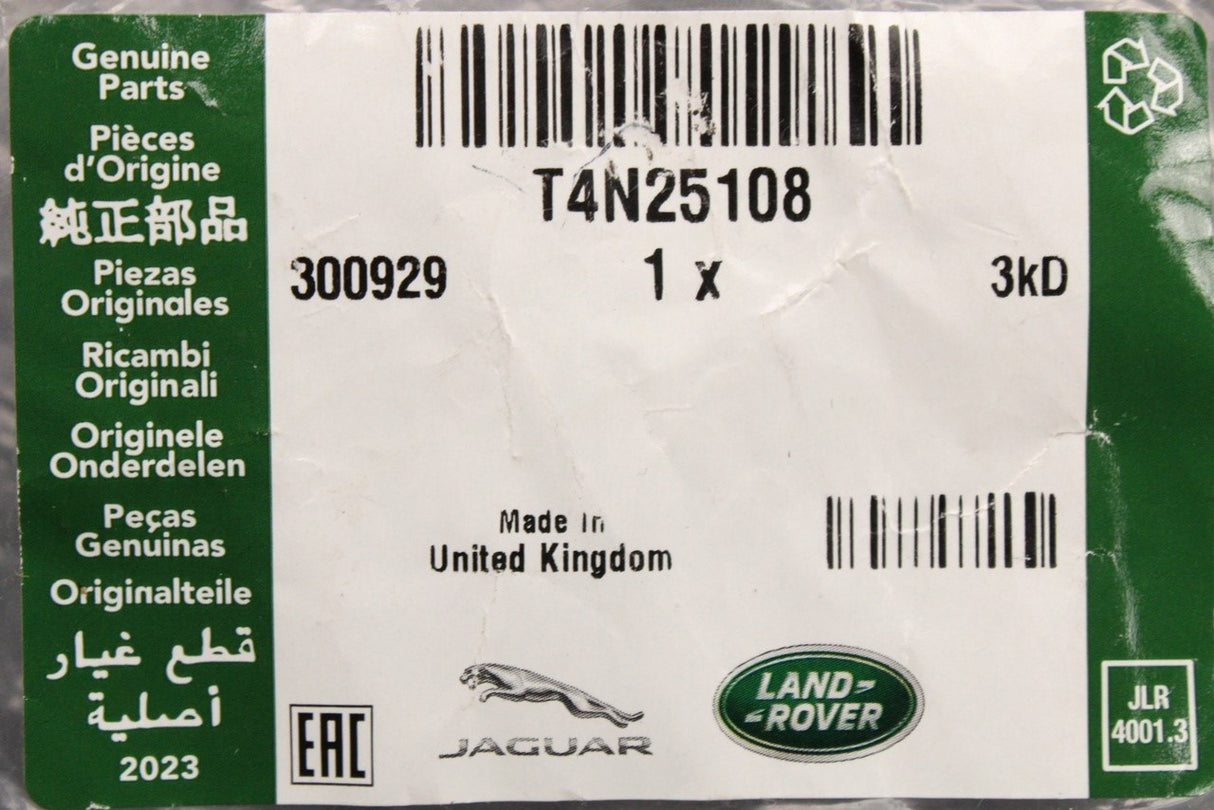 Genuine
Parts
Pièces
d'Origine
純正部品
Piezas
Originales
Ricambi
Originali
Originele
Onderdelen
Peças
Genuinas
Originalteile
قطع غيار
أصلية
2023
T4N25108
300929 1 x 3kD
Made In
United Kingdom
EAC
JAGUAR
LAND-
-ROVER
JLR
4001.3